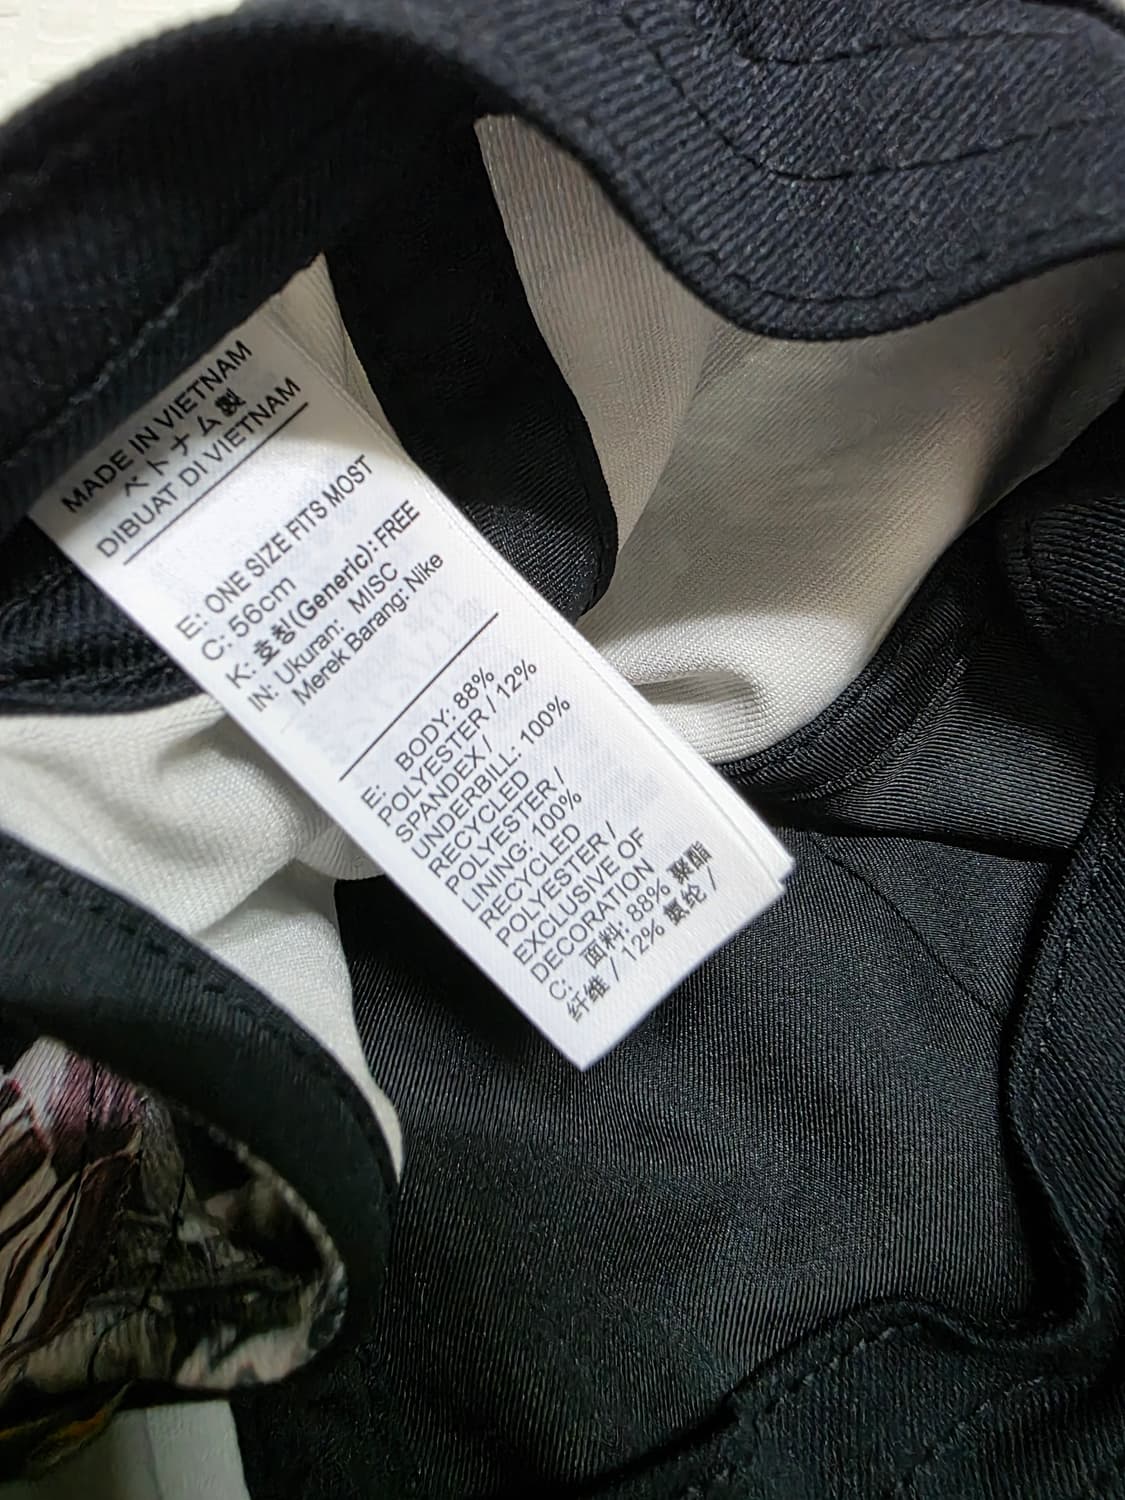 MADE IN VIETNAM
ベトナム製
DIBUAT DI VIETNAM
E: ONE SIZE FITS MOST
C: 56cm
K: 호칭(Generic): FREE
IN: Ukuran: MISC
Merek Barang: Nike
E: BODY: 88%
POLYESTER / 12%
SPANDEX /
UNDERBILL: 100%
RECYCLED
POLYESTER /
LINING: 100%
RECYCLED
POLYESTER /
EXCLUSIVE OF
DECORATION
C: 面料: 88% 聚酯
纤维 / 12% 氨纶 /